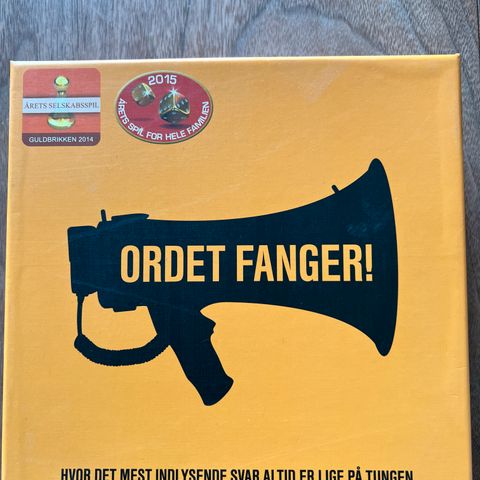 ÅRETS SELSKABSSPIL
GULDBRIKKEN 2014
2015
ÅRETS SPIL FOR HELE FAMILIEN
ORDET FANGER!
HVOR DET MEST INDLYSENDE SVAR ALTID ER LIGE PÅ TUNGEN